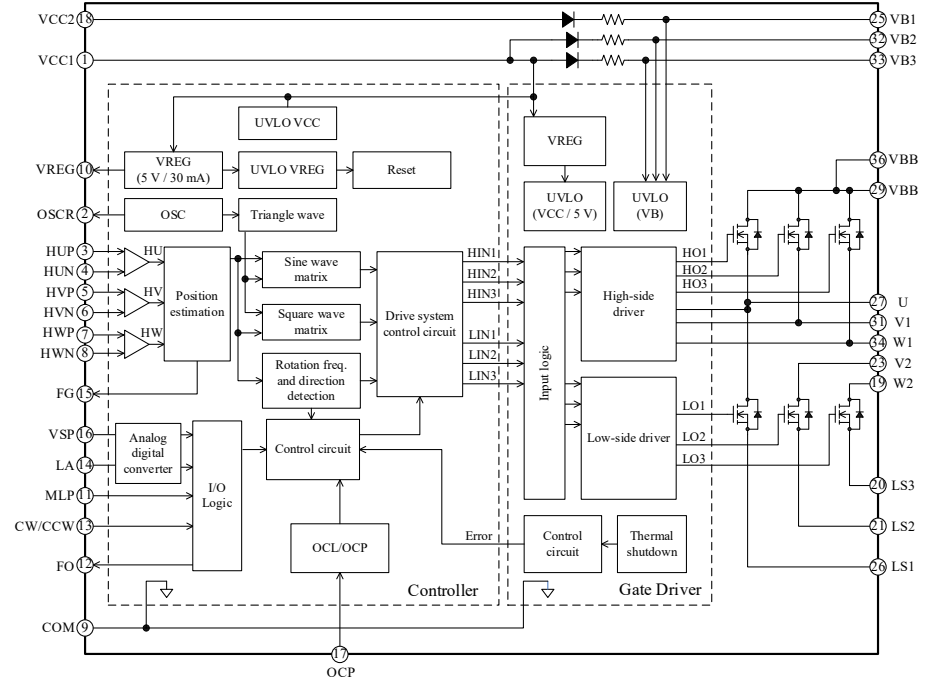 VCC2 18
25 VB1
32 VB2
VCC1 1
33 VB3
UVLO VCC
VREG
VREG 10
VREG
(5 V / 30 mA)
UVLO VREG
Reset
UVLO
(VCC / 5 V)
UVLO
(VB)
36 VBB
29 VBB
OSCR 2
OSC
Triangle wave
HUP 3
HUN 4
HU
HVP 5
HVN 6
HV
HWP 7
HWN 8
HW
Position
estimation
Sine wave
matrix
Square wave
matrix
Rotation freq.
and direction
detection
Drive system
control circuit
HIN1
HIN2
HIN3
LIN1
LIN2
LIN3
Input logic
High-side
driver
HO1
HO2
HO3
27 U
31 V1
34 W1
23 V2
19 W2
Low-side driver
LO1
LO2
LO3
20 LS3
21 LS2
26 LS1
FG 15
VSP 16
LA 14
Analog
digital
converter
MLP 11
CW/CCW 13
FO 12
I/O
Logic
Control circuit
OCL/OCP
Error
Control
circuit
Thermal
shutdown
Controller
Gate Driver
COM 9
17
OCP